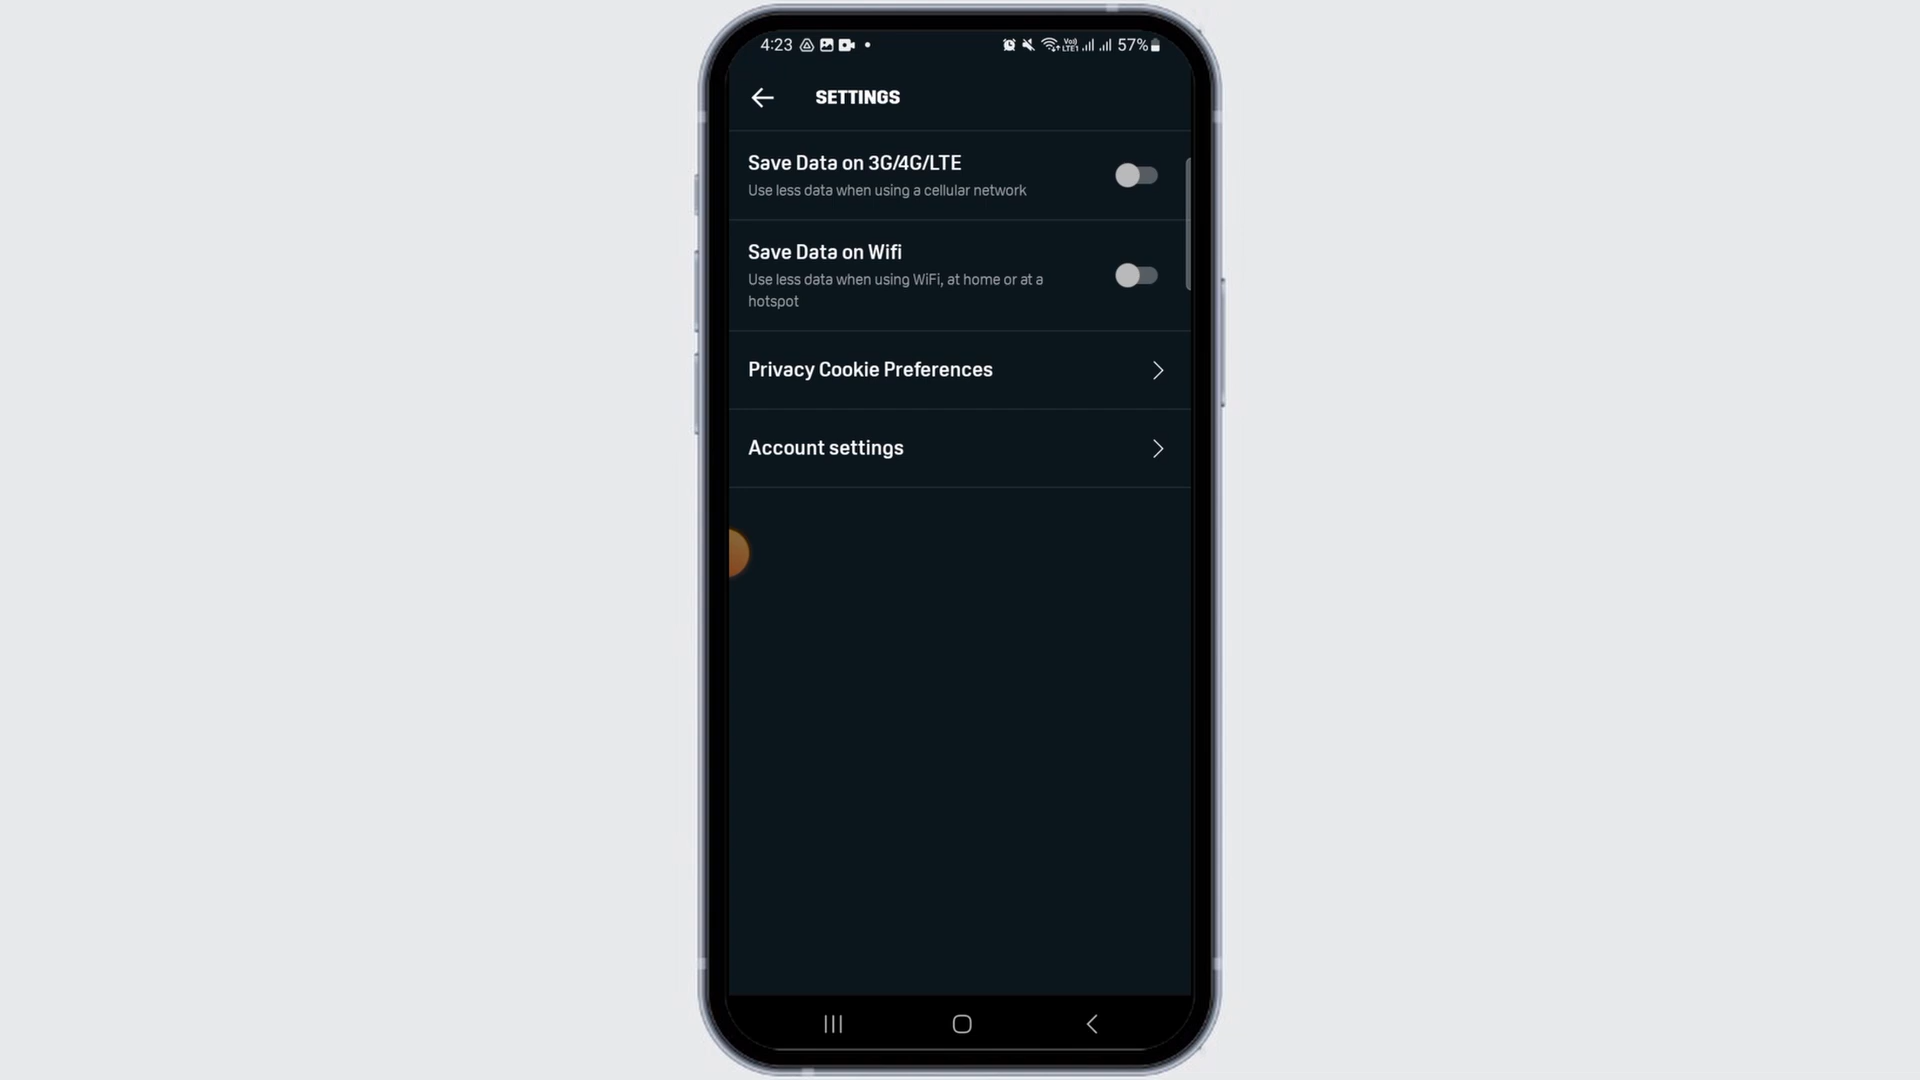 4:23 57%
SETTINGS
Save Data on 3G/4G/LTE
Use less data when using a cellular network
Save Data on Wifi
Use less data when using WiFi, at home or at a
hotspot
Privacy Cookie Preferences
Account settings